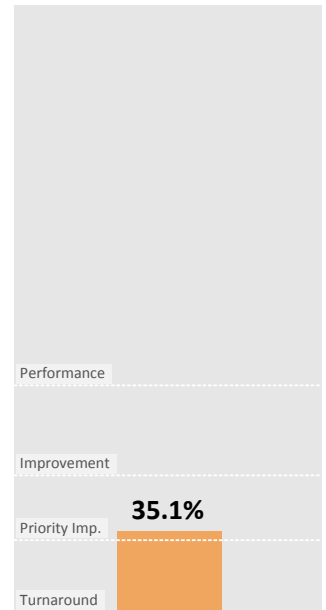 Performance
Improvement
35.1%
Priority Imp.
Turnaround